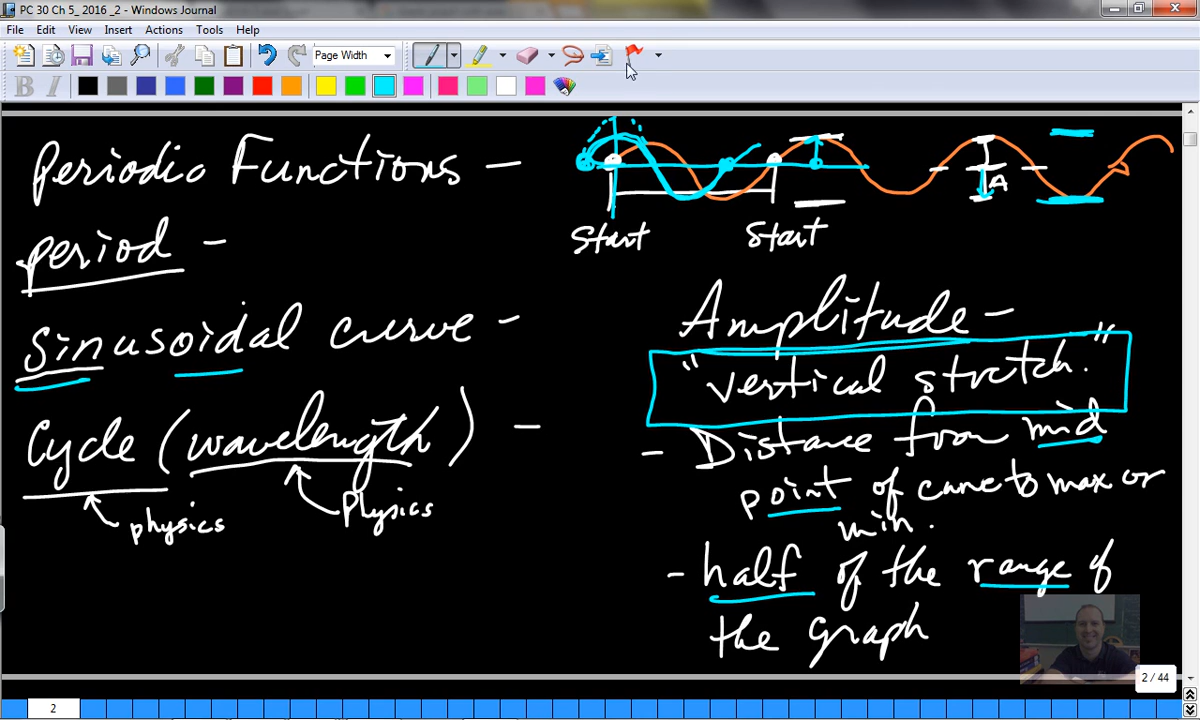 PC 30 Ch 5_ 2016 _2 - Windows Journal
File Edit View Insert Actions Tools Help
Page Width
B I
Periodic Functions -
period -
sinusoidal curve -
Cycle (wavelength) -
physics
Physics
A
Start
Start
Amplitude -
"vertical stretch."
- Distance from mid
point of curve to max or
min.
- half of the range of
the graph
2 / 44
2